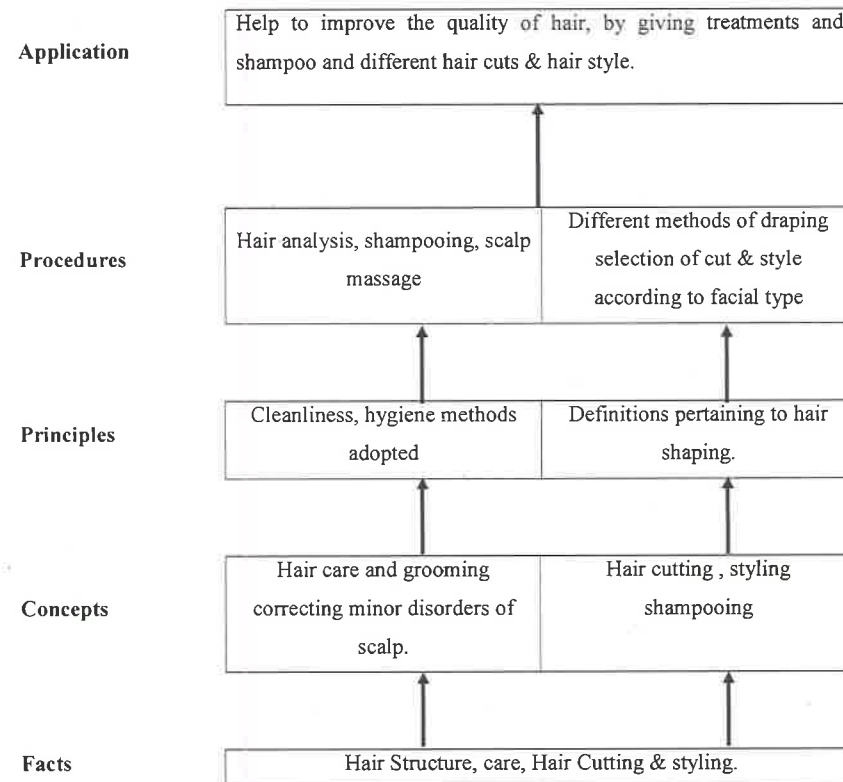 Application
Help to improve the quality of hair, by giving treatments and
shampoo and different hair cuts & hair style.
Procedures
Hair analysis, shampooing, scalp
massage
Different methods of draping
selection of cut & style
according to facial type
Principles
Cleanliness, hygiene methods
adopted
Definitions pertaining to hair
shaping.
Concepts
Hair care and grooming
correcting minor disorders of
scalp.
Hair cutting , styling
shampooing
Facts
Hair Structure, care, Hair Cutting & styling.